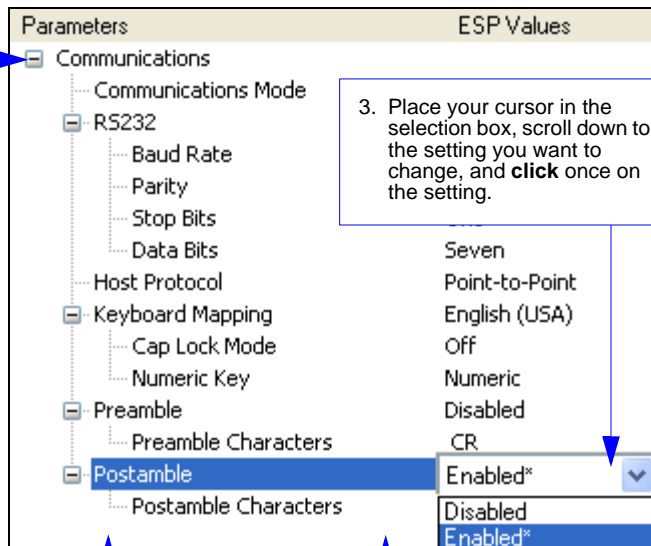 Parameters ESP Values
Communications
Communications Mode
3. Place your cursor in the
selection box, scroll down to
the setting you want to
change, and click once on
the setting.
RS232
Baud Rate
Parity
Stop Bits
Data Bits Seven
Host Protocol Point-to-Point
Keyboard Mapping English (USA)
Cap Lock Mode Off
Numeric Key Numeric
Preamble Disabled
Preamble Characters CR
Postamble Enabled*
Postamble Characters Disabled
Enabled*